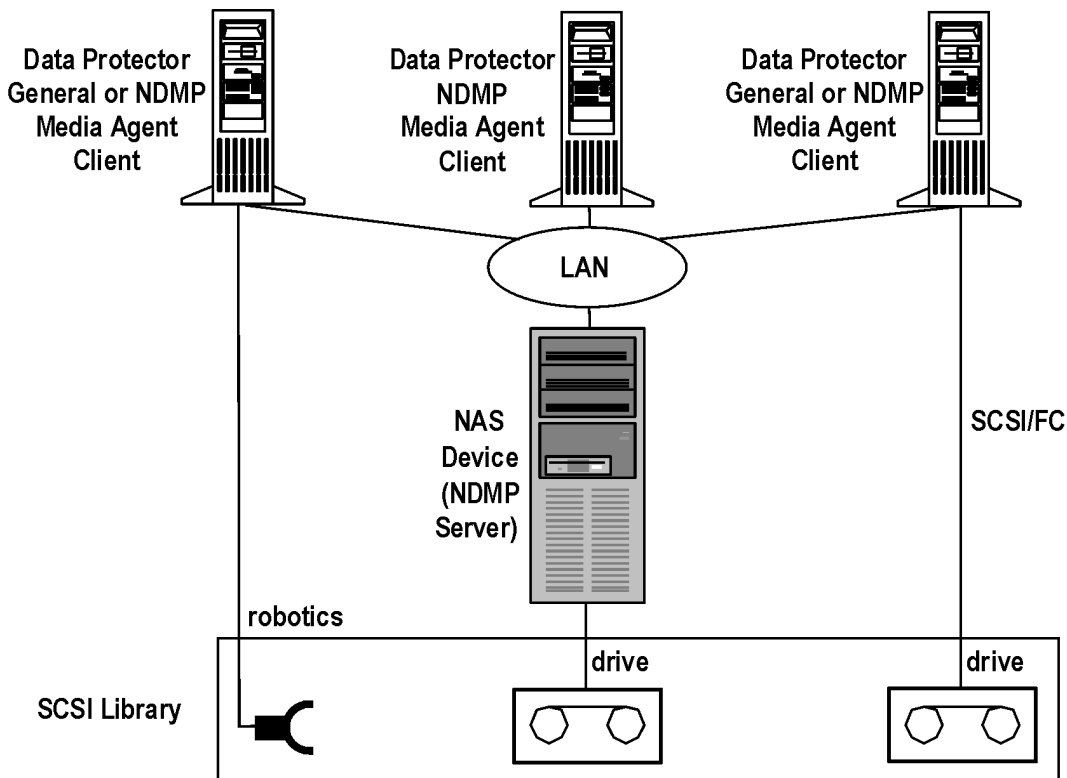 Data Protector
General or NDMP
Media Agent
Client
Data Protector
NDMP
Media Agent
Client
Data Protector
General or NDMP
Media Agent
Client
LAN
NAS
Device
(NDMP
Server)
SCSI/FC
robotics
drive
drive
SCSI Library